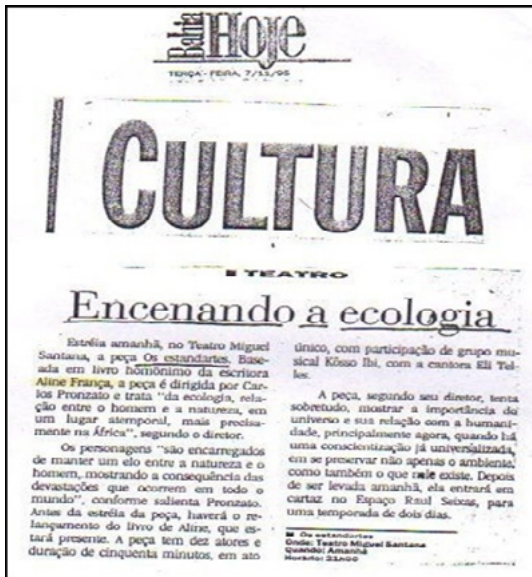 Bahia
Hoje
TERÇA-FEIRA, 7/11/95
CULTURA
TEATRO
Encenando a ecologia
Estréia amanhã, no Teatro Miguel
Santana, a peça Os estandartes. Base-
ada em livro homônimo da escritora
Aline França, a peça é dirigida por Car-
los Pronzato e trata "da ecologia, rela-
ção entre o homem e a natureza, em
um lugar atemporal, mais precisa-
mente na África", segundo o diretor.
Os personagens "são encarregados
de manter um elo entre a natureza e o
homem, mostrando a consequência das
devastações que ocorrem em todo o
mundo", conforme salienta Pronzato.
Antes da estréia da peça, haverá o re-
lançamento do livro de Aline, que es-
tará presente. A peça tem dez atores e
duração de cinquenta minutos, em ato
único, com participação de grupo mu-
sical Kôsso Ibi, com a cantora Eli Tel-
les.
A peça, segundo seu diretor, tenta
sobretudo, mostrar a importância do
universo e sua relação com a humani-
dade, principalmente agora, quando há
uma conscientização já universalizada,
em se preservar não apenas o ambiente,
como também o que nele existe. Depois
de ser levada amanhã, ela entrará em
cartaz no Espaço Raul Seixas, para
uma temporada de dois dias.
Os estandartes
Onde: Teatro Miguel Santana
Quando: Amanhã
Horário: 21h00